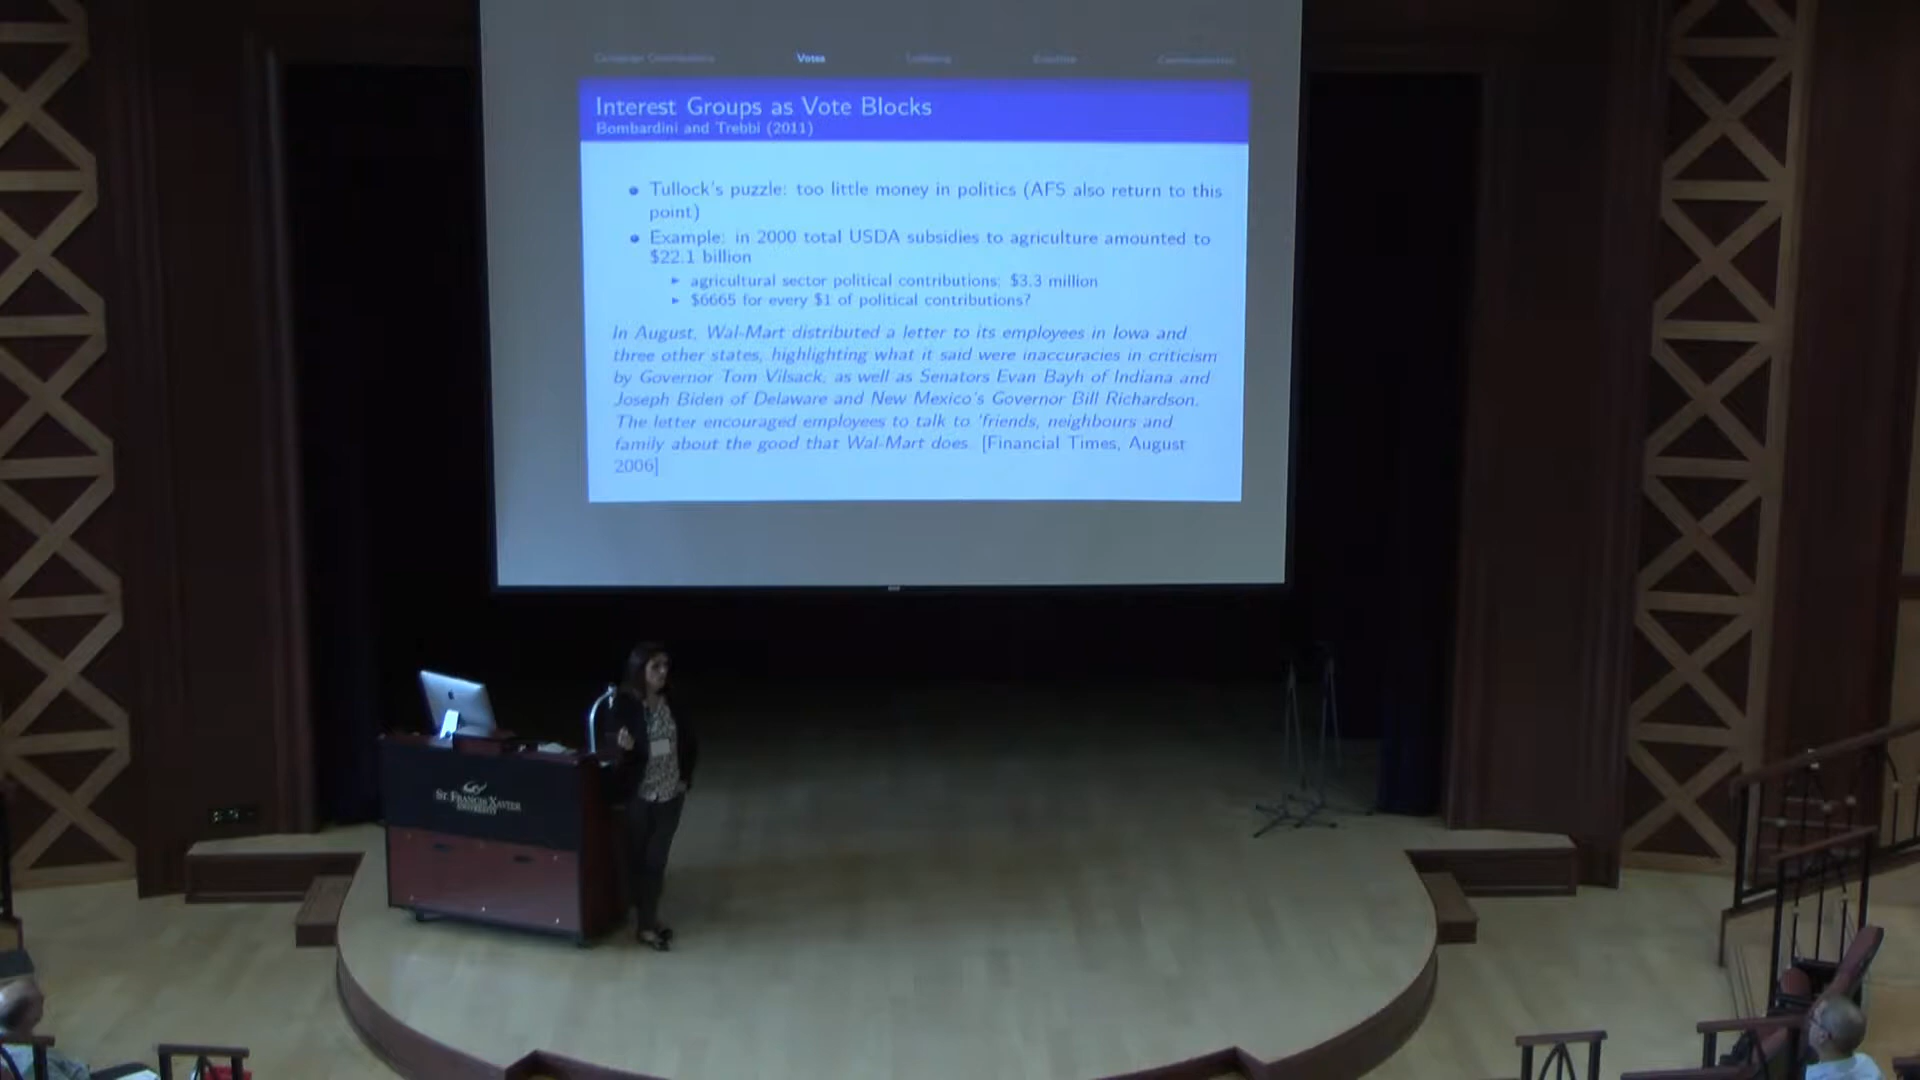 Campaign Contributions Votes Lobbying Executive Communication
Interest Groups as Vote Blocks
Bombardini and Trebbi (2011)
Tullock's puzzle: too little money in politics (AFS also return to this
point)
Example: in 2000 total USDA subsidies to agriculture amounted to
$22.1 billion
agricultural sector political contributions: $3.3 million
$6665 for every $1 of political contributions?
In August, Wal-Mart distributed a letter to its employees in Iowa and
three other states, highlighting what it said were inaccuracies in criticism
by Governor Tom Vilsack, as well as Senators Evan Bayh of Indiana and
Joseph Biden of Delaware and New Mexico's Governor Bill Richardson.
The letter encouraged employees to talk to 'friends, neighbours and
family about the good that Wal-Mart does. [Financial Times, August
2006]
St. Francis Xavier
University